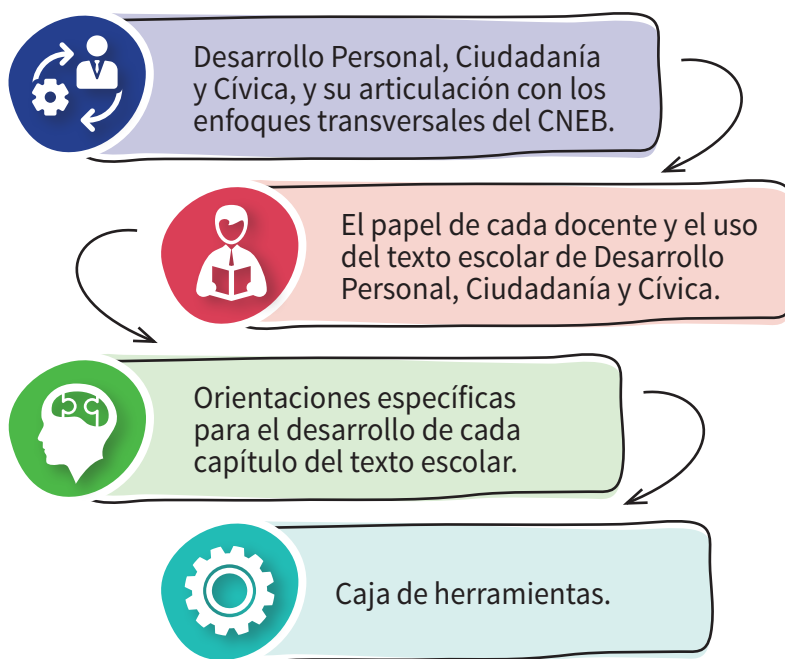 Desarrollo Personal, Ciudadanía
y Cívica, y su articulación con los
enfoques transversales del CNEB.
El papel de cada docente y el uso
del texto escolar de Desarrollo
Personal, Ciudadanía y Cívica.
Orientaciones específicas
para el desarrollo de cada
capítulo del texto escolar.
Caja de herramientas.